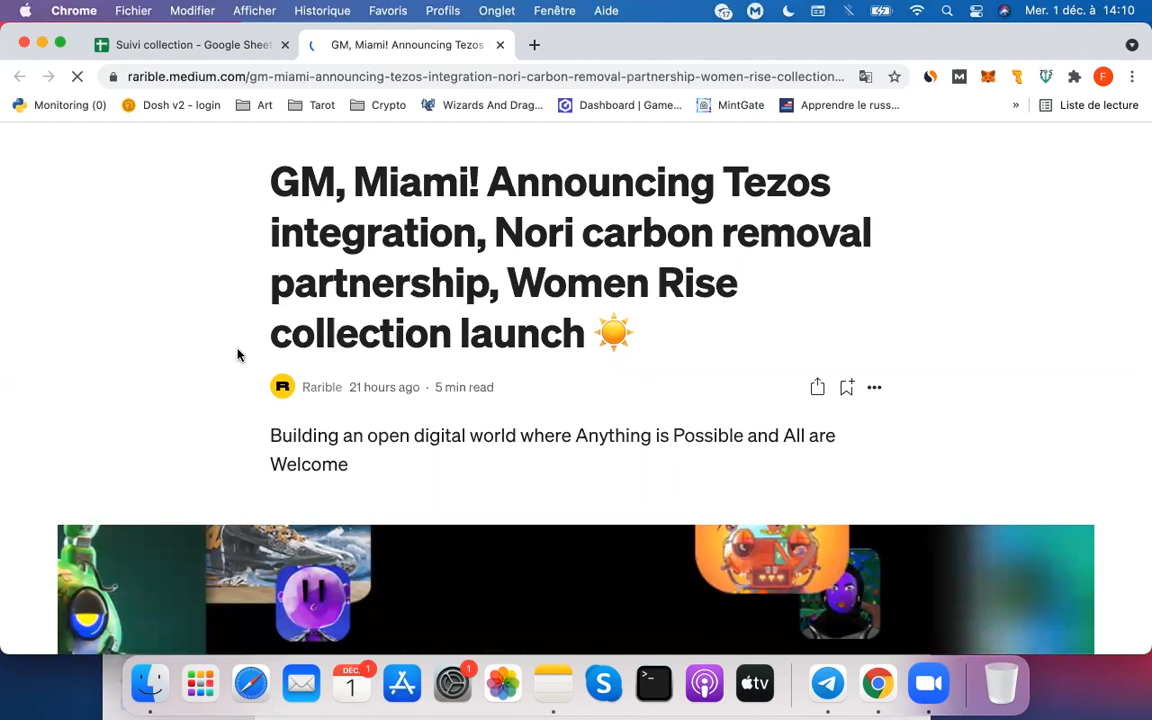 Chrome Fichier Modifier Afficher Historique Favoris Profils Onglet Fenêtre Aide 17 Mer. 1 déc. à 14:10
Suivi collection - Google Sheet GM, Miami! Announcing Tezos
rarible.medium.com/gm-miami-announcing-tezos-integration-nori-carbon-removal-partnership-women-rise-collection... F
Monitoring (0) Dosh v2 - login Art Tarot Crypto Wizards And Drag... Dashboard | Game... MintGate Apprendre le russ... » Liste de lecture
GM, Miami! Announcing Tezos
integration, Nori carbon removal
partnership, Women Rise
collection launch
R Rarible 21 hours ago · 5 min read
Building an open digital world where Anything is Possible and All are
Welcome
DÉC. 1
1
1
S
tv